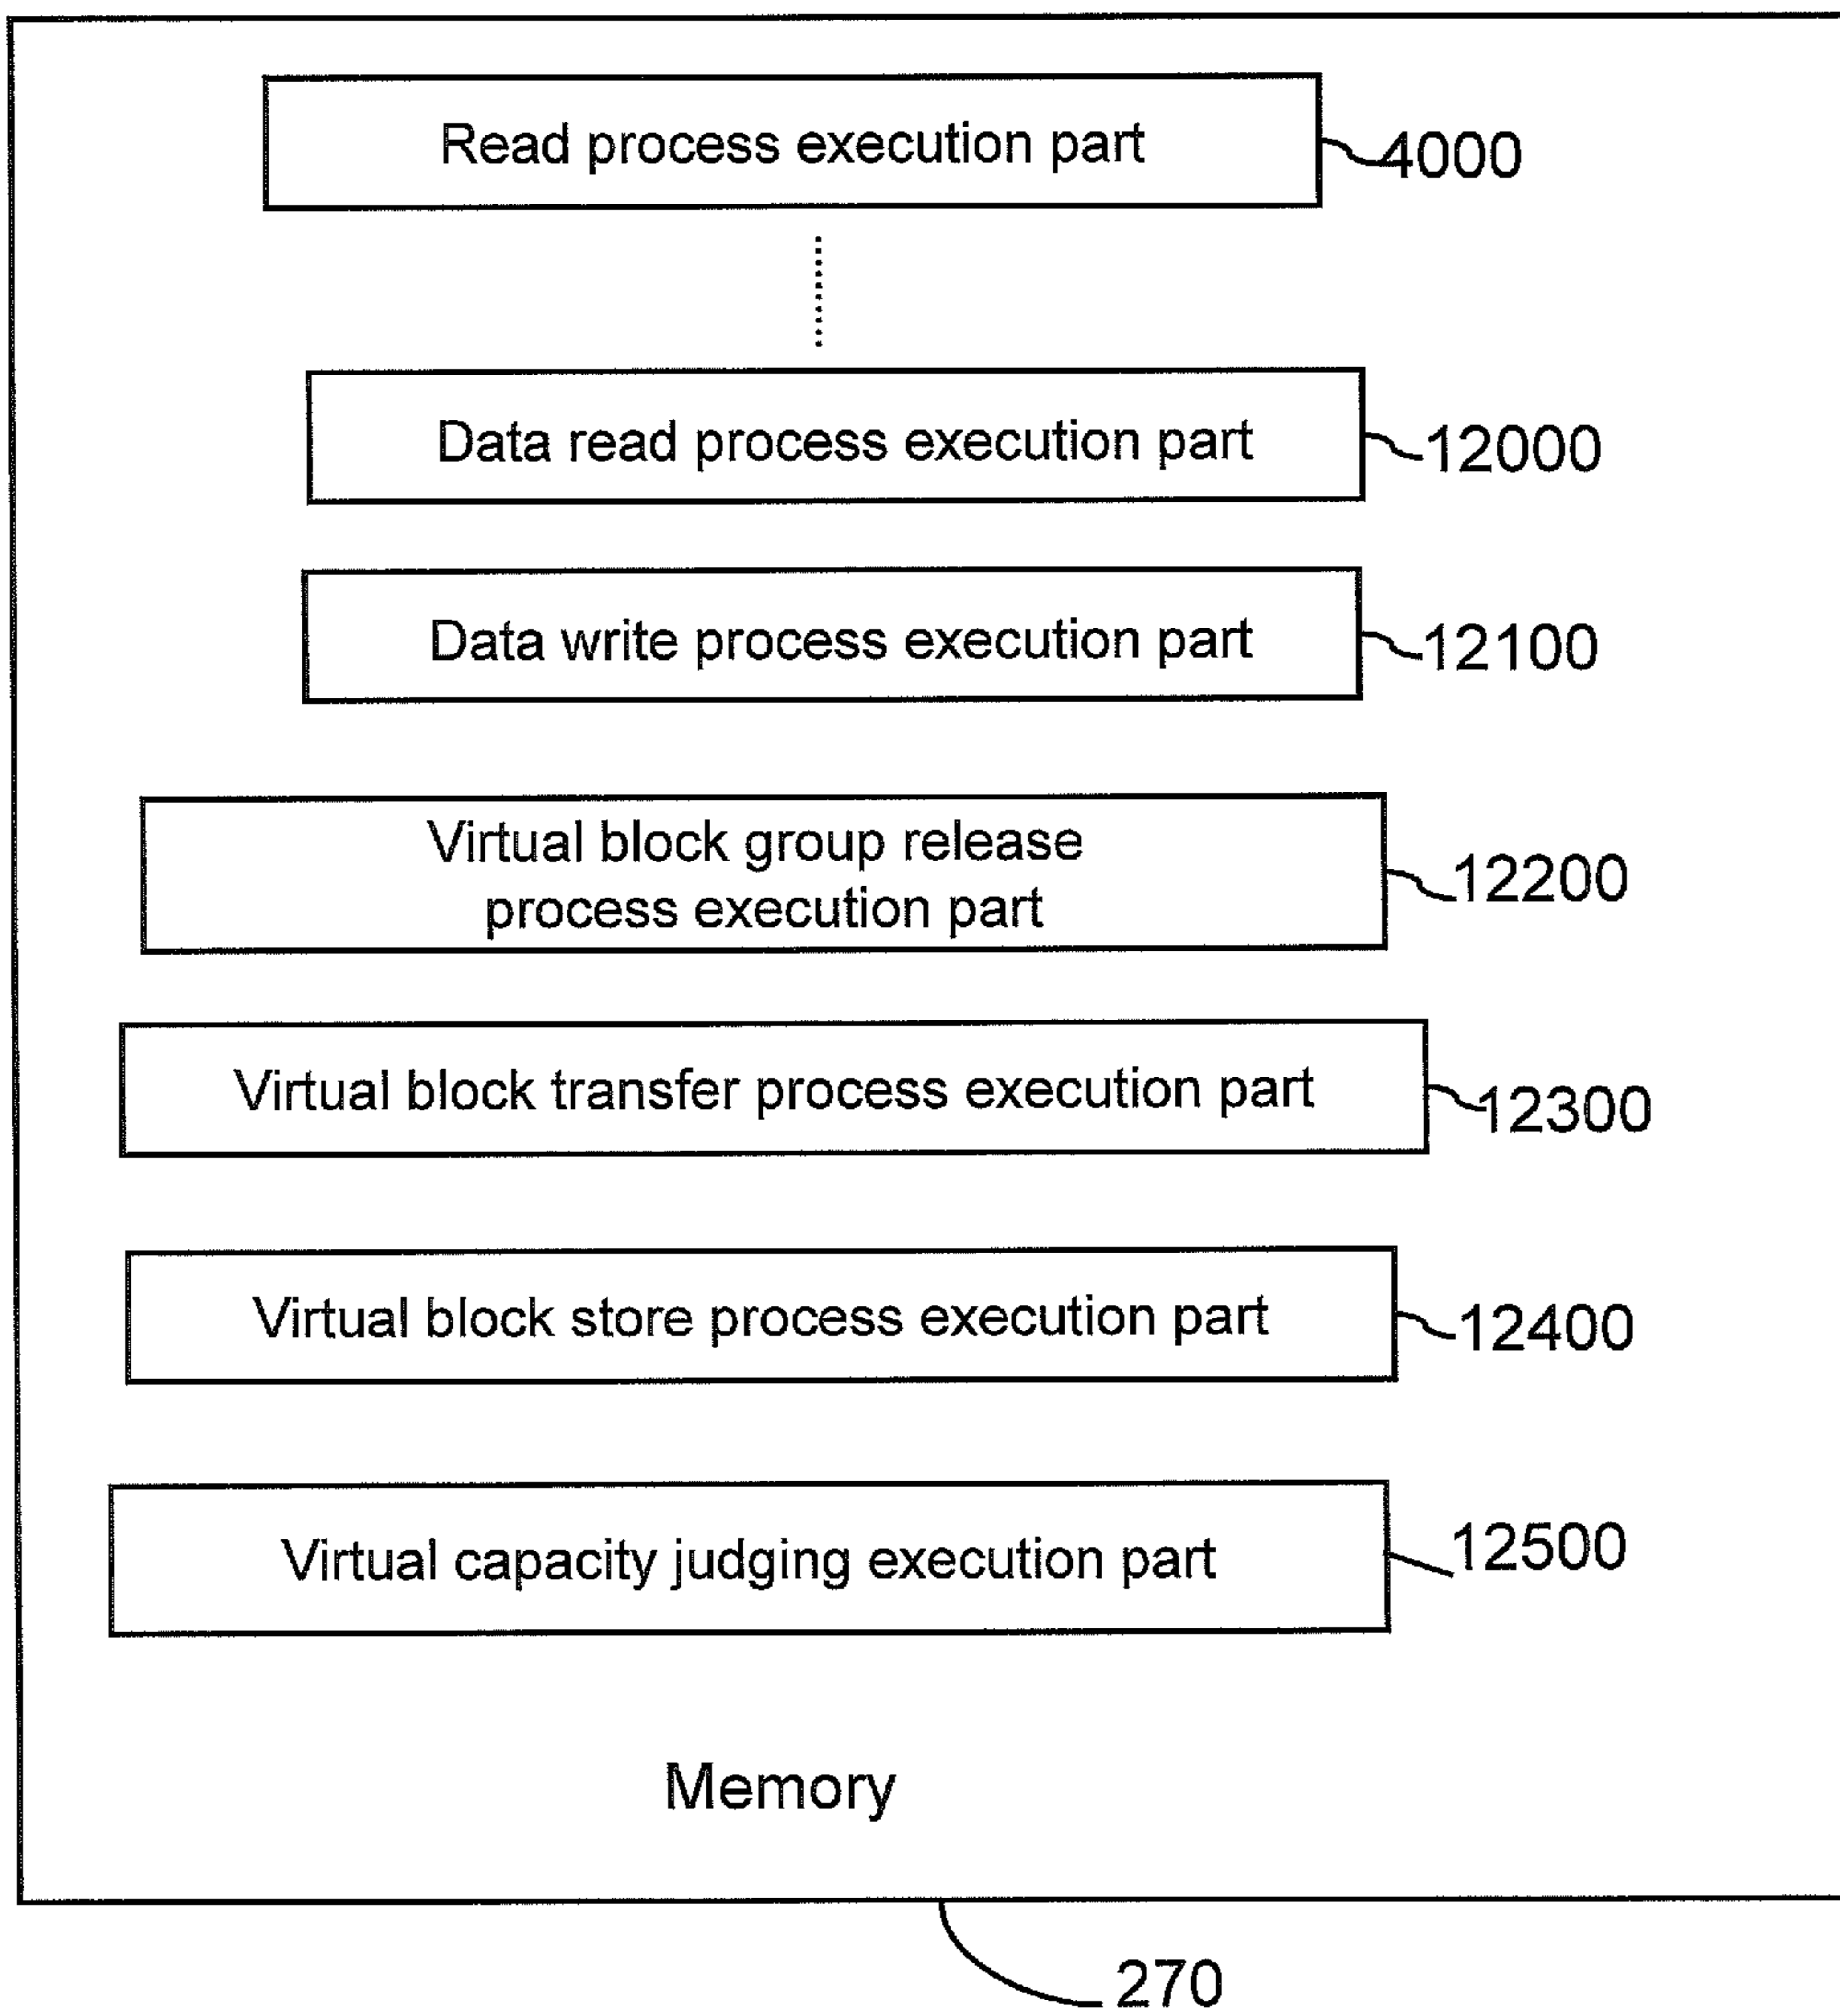 Read process execution part
4000
Data read process execution part
12000
Data write process execution part
12100
Virtual block group release
process execution part
12200
Virtual block transfer process execution part
12300
Virtual block store process execution part
12400
Virtual capacity judging execution part
12500
Memory
270